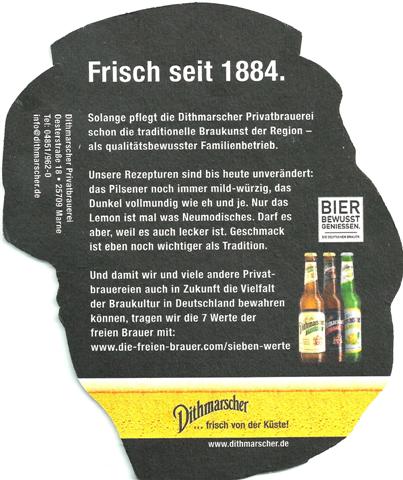 Frisch seit 1884.
Solange pflegt die Dithmarscher Privatbrauerei
schon die traditionelle Braukunst der Region –
als qualitätsbewusster Familienbetrieb.
Unsere Rezepturen sind bis heute unverändert:
das Pilsener noch immer mild-würzig, das
Dunkel vollmundig wie eh und je. Nur das
Lemon ist mal was Neumodisches. Darf es
aber, weil es auch lecker ist. Geschmack
ist eben noch wichtiger als Tradition.
Und damit wir und viele andere Privat-
brauereien auch in Zukunft die Vielfalt
der Braukultur in Deutschland bewahren
können, tragen wir die 7 Werte der
freien Brauer mit:
www.die-freien-brauer.com/sieben-werte
Dithmarscher Privatbrauerei
Oesterstraße 18 • 25709 Marne
Tel: 04851/962-0
info@dithmarscher.de
BIER
BEWUSST
GENIESSEN.
DIE DEUTSCHEN BRAUER
Dithmarscher
... frisch von der Küste!
www.dithmarscher.de